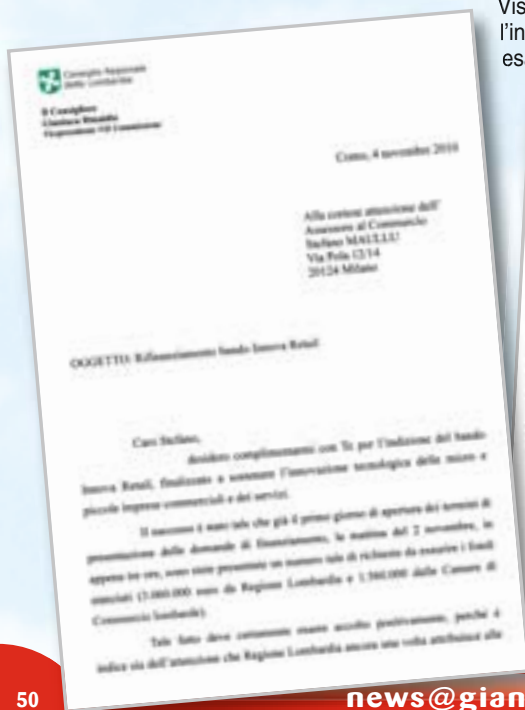 Vis
l'in
esa
Consiglio Regionale
della Lombardia
Il Consigliere
Gianluca Rinaldin
Vicepresidente VII Commissione
Como, 4 novembre 2010
Alla cortese attenzione dell'
Assessore al Commercio
Stefano MAULLU
Via Pola 12/14
20124 Milano
OGGETTO: Rifinanziamento bando Innova Retail
Caro Stefano,
desidero complimentarmi con Te per l'indizione del bando
Innova Retail, finalizzato a sostenere l'innovazione tecnologica delle micro e
piccole imprese commerciali e dei servizi.
Il successo è stato tale che già il primo giorno di apertura dei termini di
presentazione delle domande di finanziamento, la mattina del 2 novembre, in
appena tre ore, sono state presentate un numero tale di richieste da esaurire i fondi
stanziati (3.000.000 euro da Regione Lombardia e 1.560.000 dalle Camere di
Commercio lombarde).
Tale fatto deve certamente essere accolto positivamente, perché è
indice sia dell'attenzione che Regione Lombardia ancora una volta attribuisce alle
50
news@gian